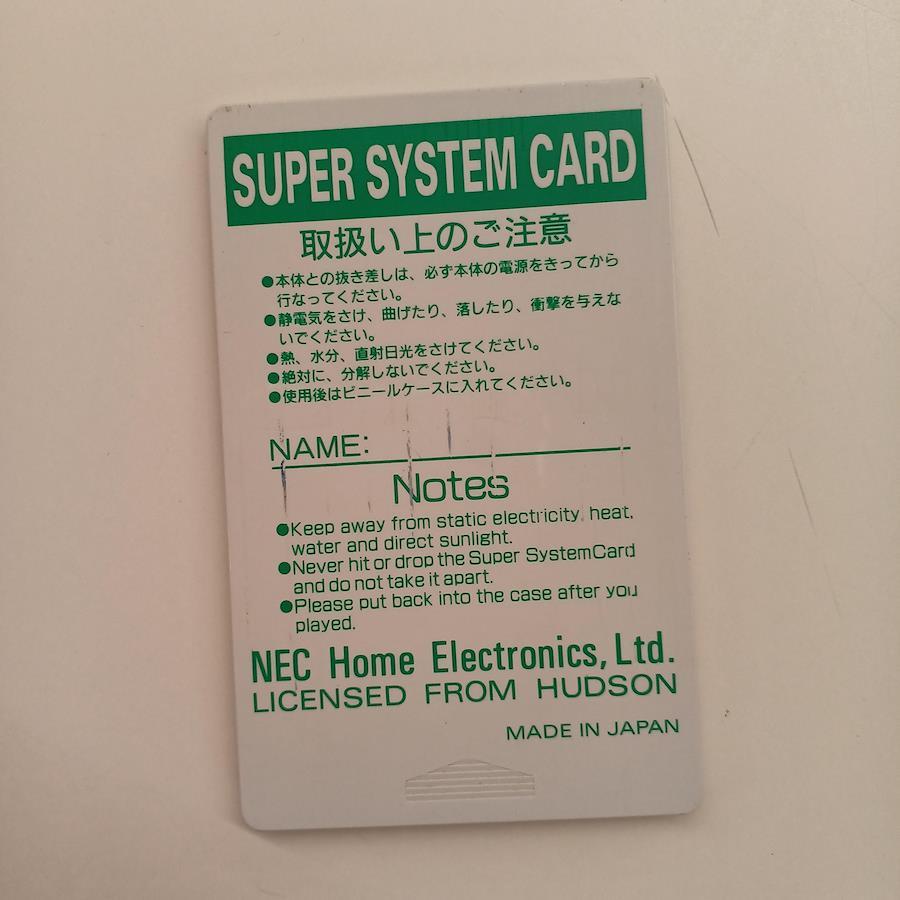 SUPER SYSTEM CARD
取扱い上のご注意
●本体との抜き差しは、必ず本体の電源をきってから
行なってください。
●静電気をさけ、曲げたり、落したり、衝撃を与えな
いでください。
●熱、水分、直射日光をさけてください。
●絶対に、分解しないでください。
●使用後はビニールケースに入れてください。
NAME:
Notes
●Keep away from static electricity, heat,
water and direct sunlight.
●Never hit or drop the Super SystemCard
and do not take it apart.
●Please put back into the case after you
played.
NEC Home Electronics, Ltd.
LICENSED FROM HUDSON
MADE IN JAPAN